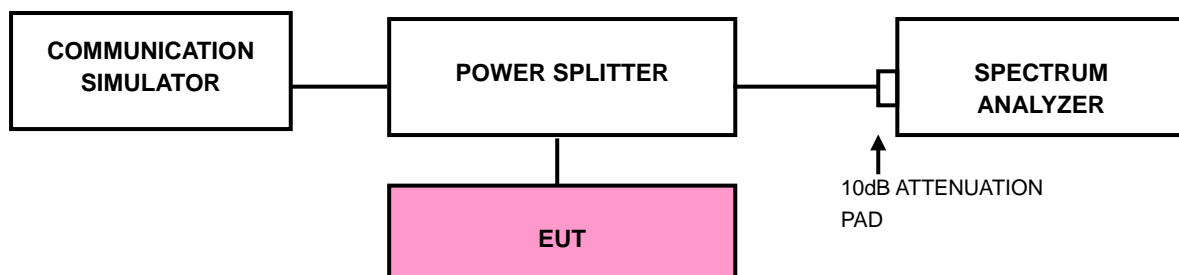 COMMUNICATION
SIMULATOR
POWER SPLITTER
SPECTRUM
ANALYZER
10dB ATTENUATION
PAD
EUT